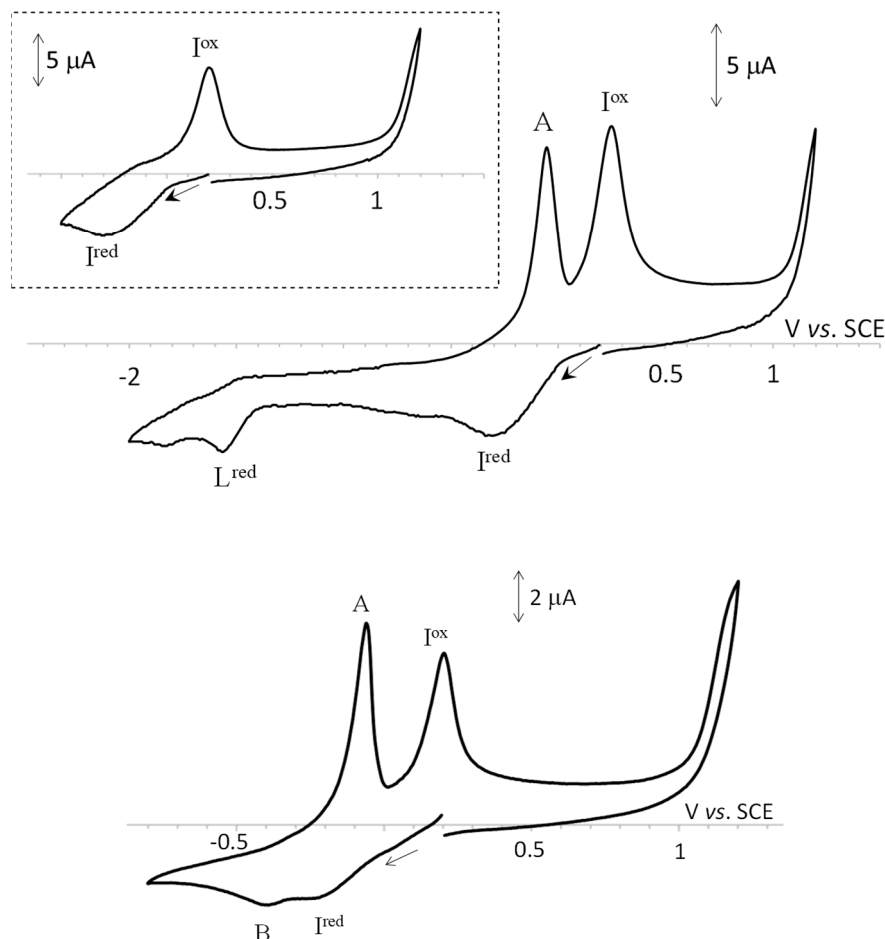 5 µA
I^ox
0.5
1
I^red
5 µA
A
I^ox
V vs. SCE
-2
0.5
1
L^red
I^red
2 µA
A
I^ox
V vs. SCE
-0.5
0.5
1
B
I^red